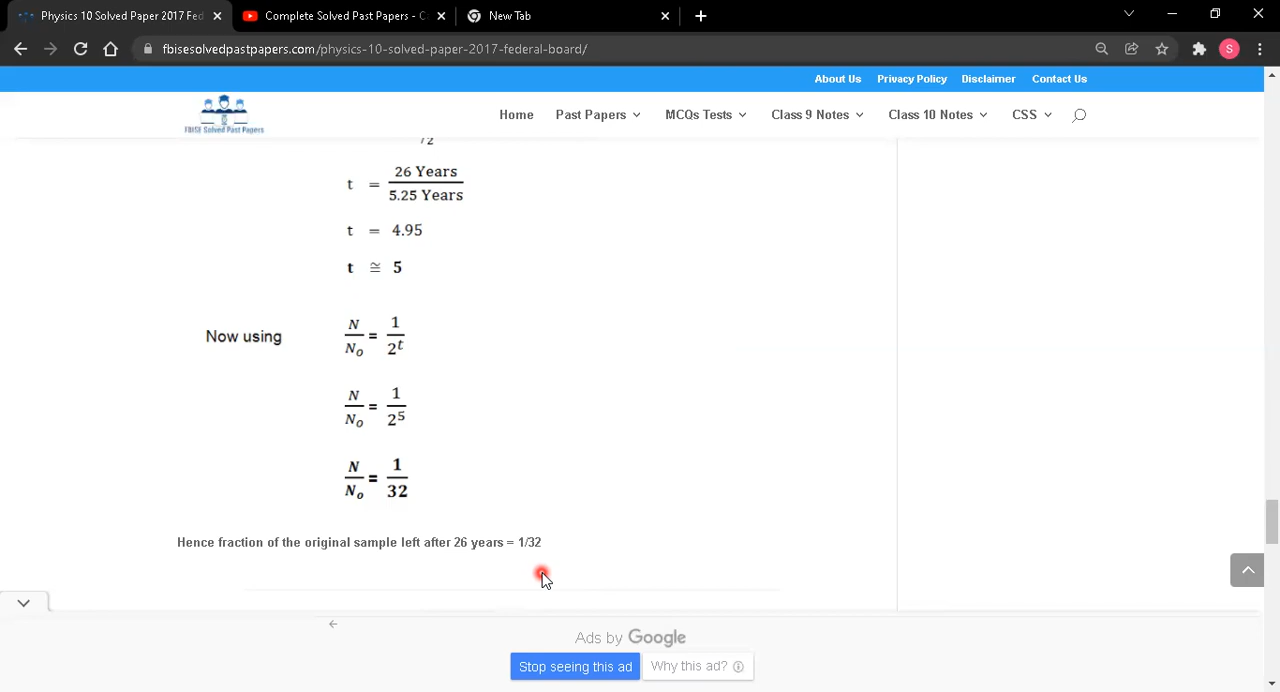 Physics 10 Solved Paper 2017 Fed
Complete Solved Past Papers - C
New Tab
fbisesolvedpastpapers.com/physics-10-solved-paper-2017-federal-board/
S
About Us Privacy Policy Disclaimer Contact Us
FBISE Solved Past Papers
Home Past Papers MCQs Tests Class 9 Notes Class 10 Notes CSS
t = 26 Years / 5.25 Years
t = 4.95
t ≅ 5
Now using N/N₀ = 1/2ᵗ
N/N₀ = 1/2⁵
N/N₀ = 1/32
Hence fraction of the original sample left after 26 years = 1/32
Ads by Google
Stop seeing this ad Why this ad?